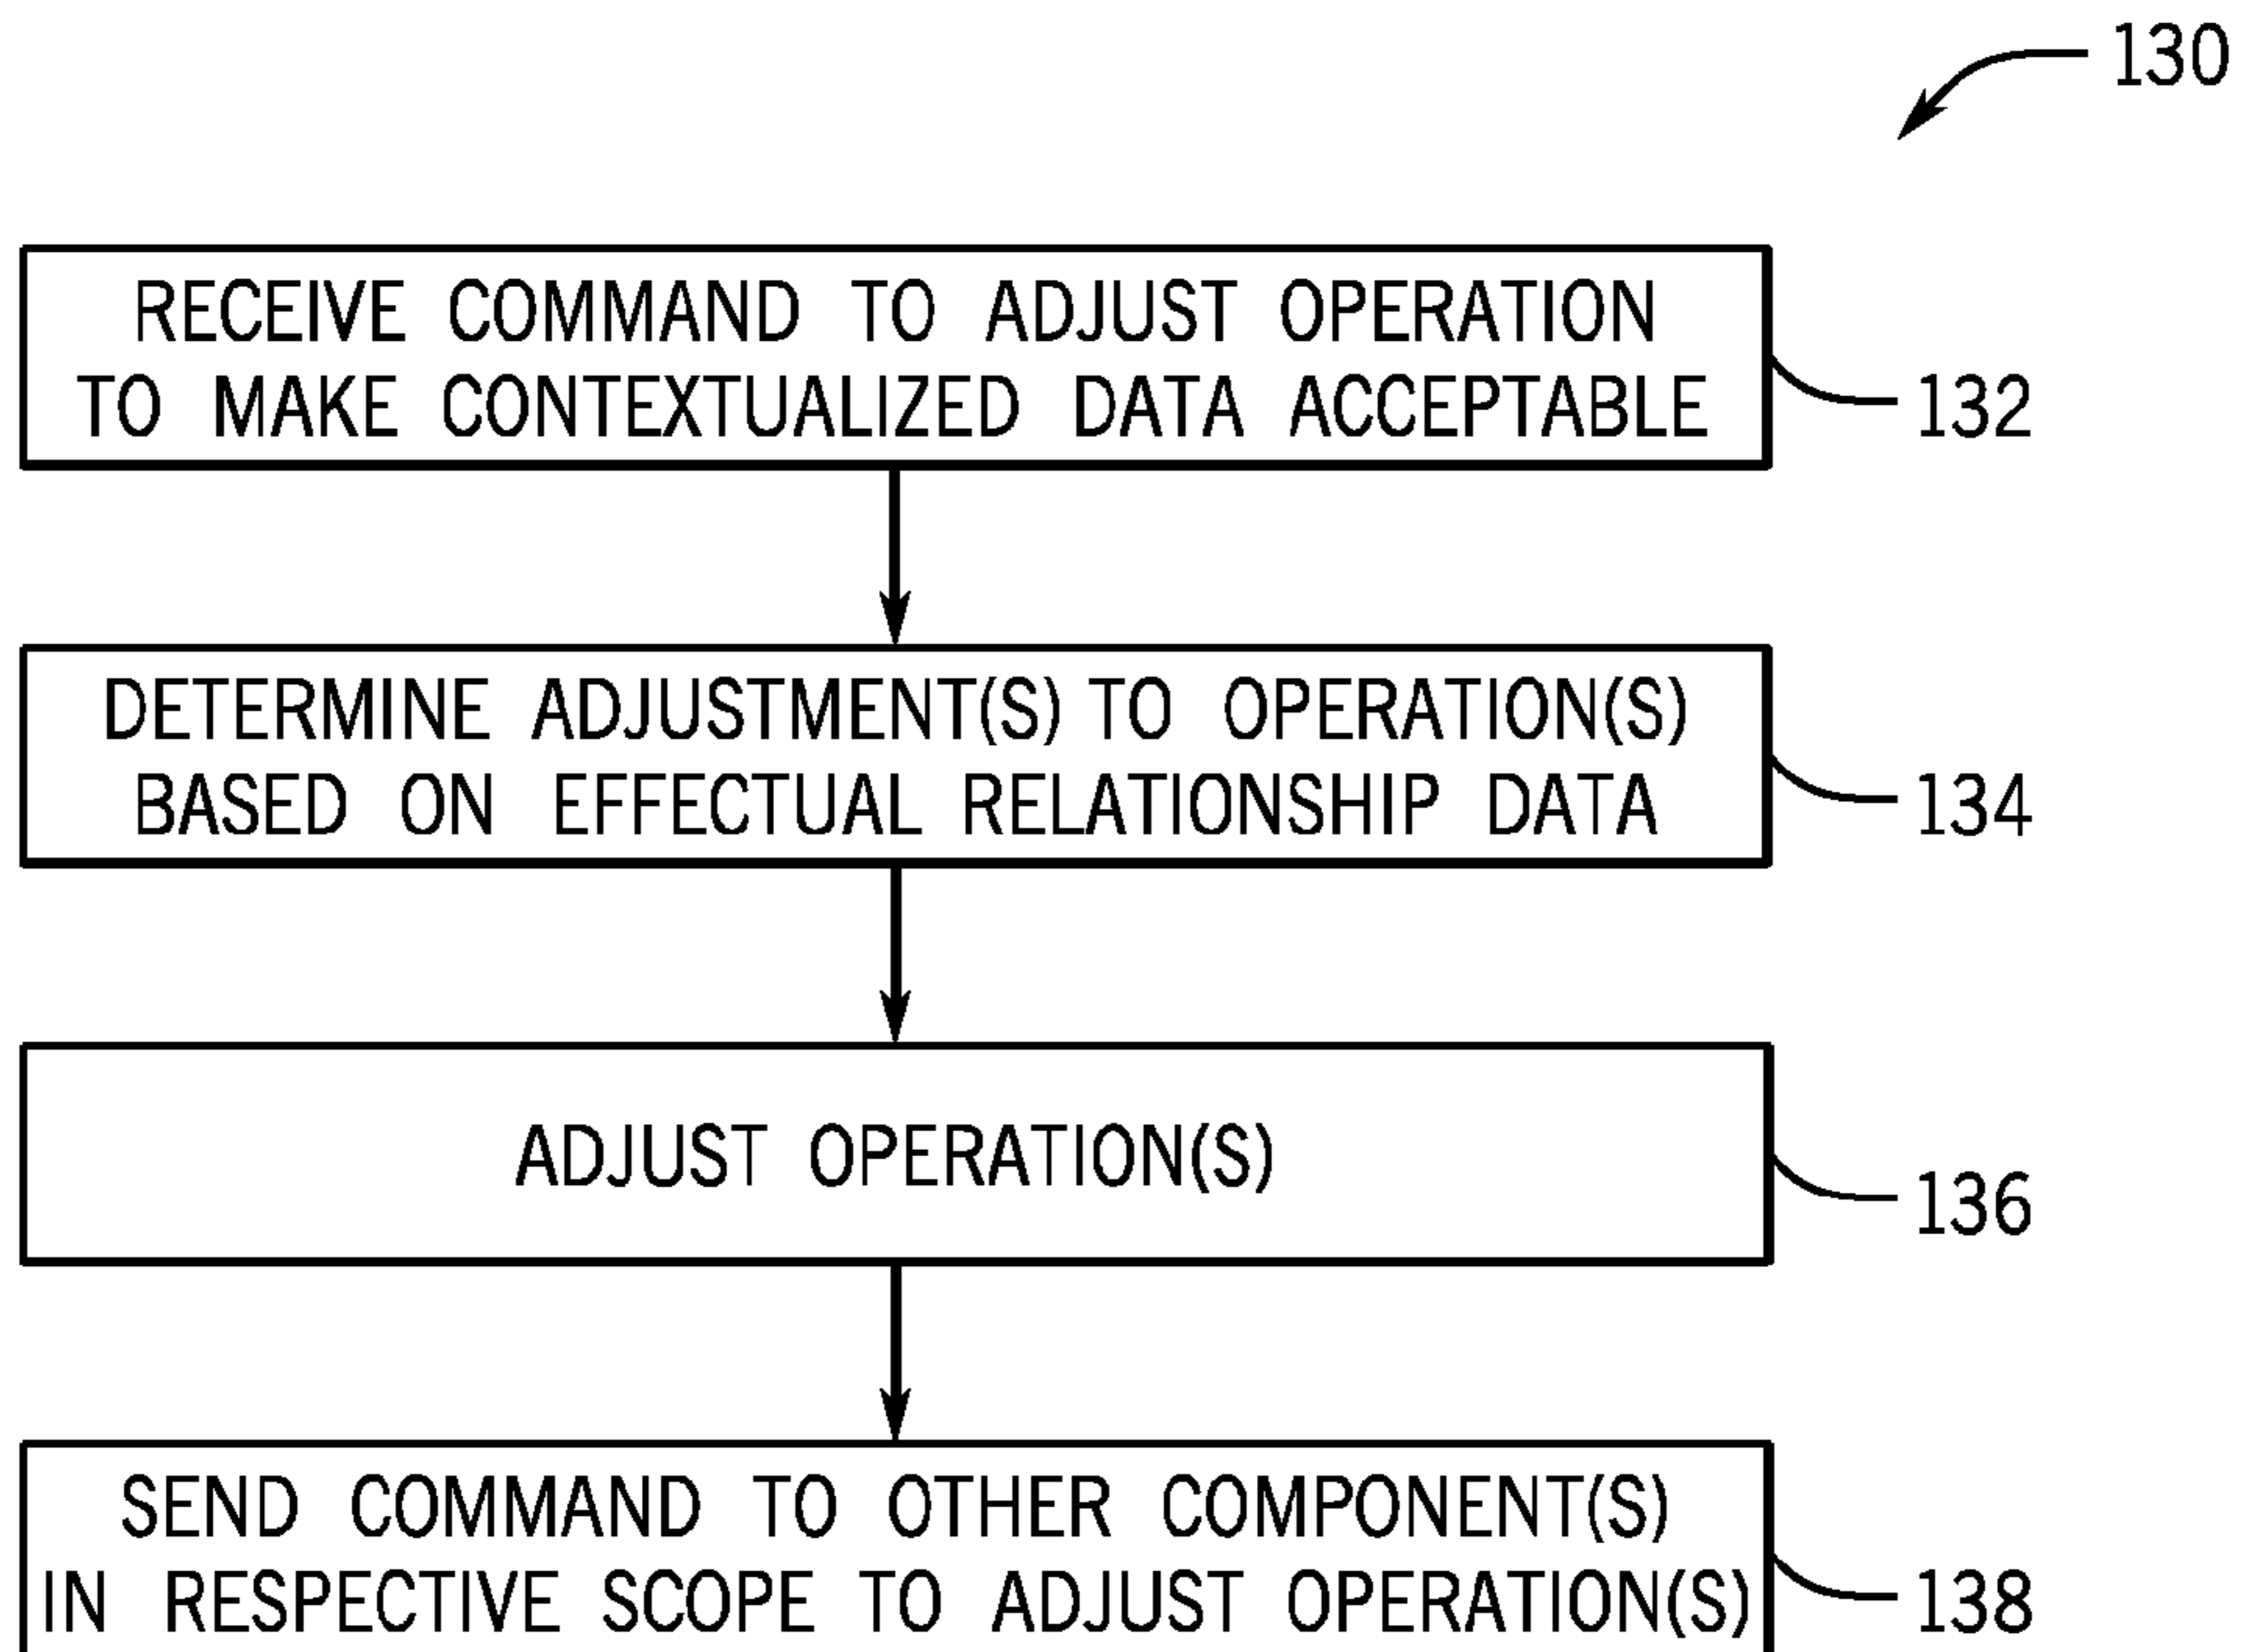 130
RECEIVE COMMAND TO ADJUST OPERATION
TO MAKE CONTEXTUALIZED DATA ACCEPTABLE
132
DETERMINE ADJUSTMENT(S) TO OPERATION(S)
BASED ON EFFECTUAL RELATIONSHIP DATA
134
ADJUST OPERATION(S)
136
SEND COMMAND TO OTHER COMPONENT(S)
IN RESPECTIVE SCOPE TO ADJUST OPERATION(S)
138